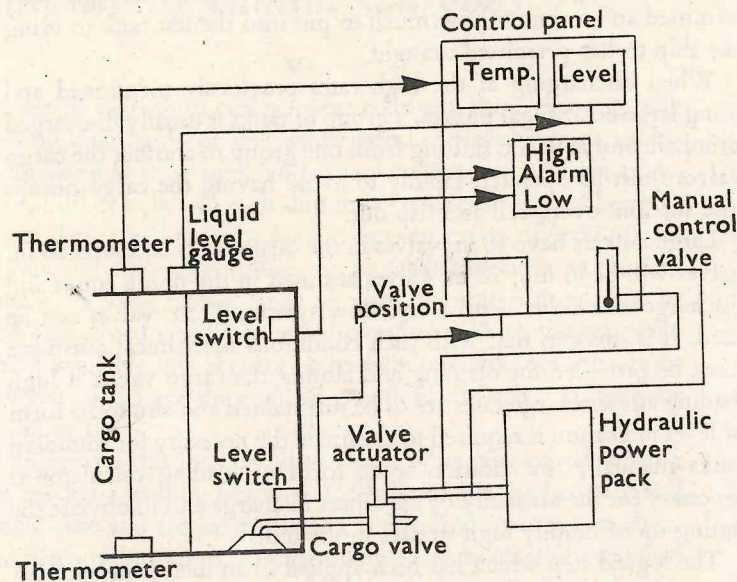 Control panel
Temp.
Level
High
Alarm
Low
Manual
control
valve
Liquid
level
gauge
Thermometer
Level
switch
Valve
position
Cargo tank
Level
switch
Valve
actuator
Hydraulic
power
pack
Cargo valve
Thermometer